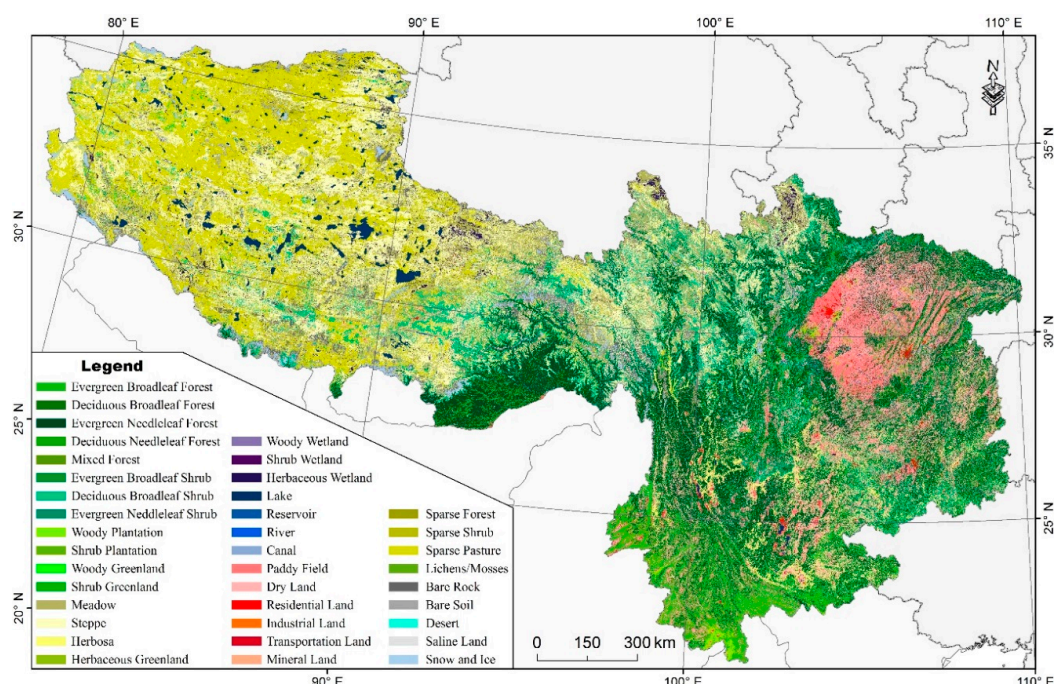 80° E
90° E
100° E
110° E
N
35° N
30° N
30° N
25° N
25° N
20° N
20° N
Legend
Evergreen Broadleaf Forest
Deciduous Broadleaf Forest
Evergreen Needleleaf Forest
Deciduous Needleleaf Forest
Mixed Forest
Evergreen Broadleaf Shrub
Deciduous Broadleaf Shrub
Evergreen Neddleleaf Shrub
Woody Plantation
Shrub Plantation
Woody Greenland
Shrub Greenland
Meadow
Steppe
Herbosa
Herbaceous Greenland
Woody Wetland
Shrub Wetland
Herbaceous Wetland
Lake
Reservoir
River
Canal
Paddy Field
Dry Land
Residential Land
Industrial Land
Transportation Land
Mineral Land
Sparse Forest
Sparse Shrub
Sparse Pasture
Lichens/Mosses
Bare Rock
Bare Soil
Desert
Saline Land
Snow and Ice
0 150 300 km
90° E
100° E
110° E